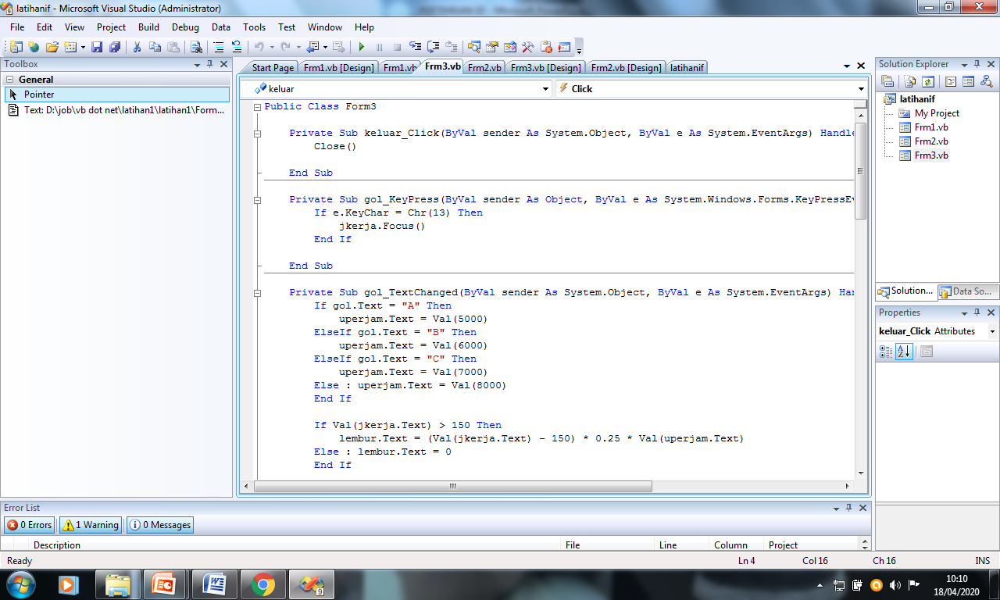 latihanif - Microsoft Visual Studio (Administrator)
File Edit View Project Build Debug Data Tools Test Window Help
Toolbox
General
Pointer
Text: D:\job\vb dot net\latihan1\latihan1\Form...
Start Page Frm1.vb [Design] Frm1.vb Frm3.vb Frm2.vb Frm3.vb [Design] Frm2.vb [Design] latihanif
keluar Click
Public Class Form3
Private Sub keluar_Click(ByVal sender As System.Object, ByVal e As System.EventArgs) Handle
Close()
End Sub
Private Sub gol_KeyPress(ByVal sender As Object, ByVal e As System.Windows.Forms.KeyPressEv
If e.KeyChar = Chr(13) Then
jkerja.Focus()
End If
End Sub
Private Sub gol_TextChanged(ByVal sender As System.Object, ByVal e As System.EventArgs) Han
If gol.Text = "A" Then
uperjam.Text = Val(5000)
ElseIf gol.Text = "B" Then
uperjam.Text = Val(6000)
ElseIf gol.Text = "C" Then
uperjam.Text = Val(7000)
Else : uperjam.Text = Val(8000)
End If
If Val(jkerja.Text) > 150 Then
lembur.Text = (Val(jkerja.Text) - 150) * 0.25 * Val(uperjam.Text)
Else : lembur.Text = 0
End If
Solution Explorer
latihanif
My Project
Frm1.vb
Frm2.vb
Frm3.vb
Solution... Data So...
Properties
keluar_Click Attributes
Error List
0 Errors 1 Warning 0 Messages
Description File Line Column Project
Ready Ln 4 Col 16 Ch 16 INS
10:10
18/04/2020